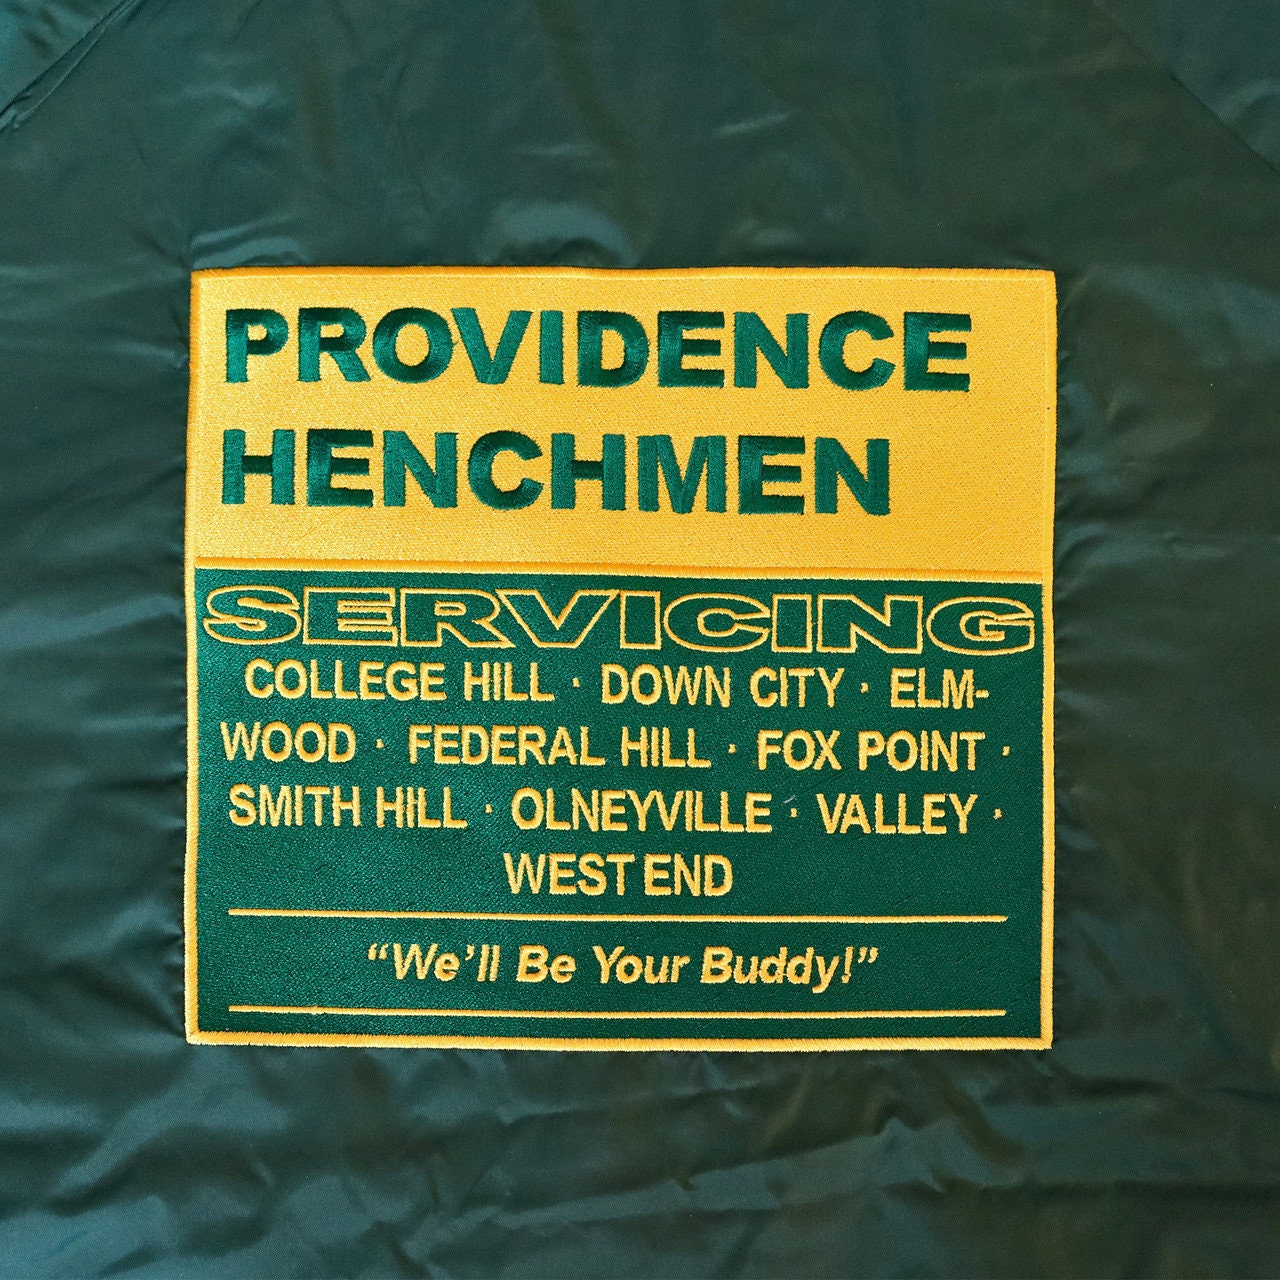 PROVIDENCE
HENCHMEN
SERVICING
COLLEGE HILL · DOWN CITY · ELM-
WOOD · FEDERAL HILL · FOX POINT ·
SMITH HILL · OLNEYVILLE · VALLEY ·
WEST END
“We’ll Be Your Buddy!”